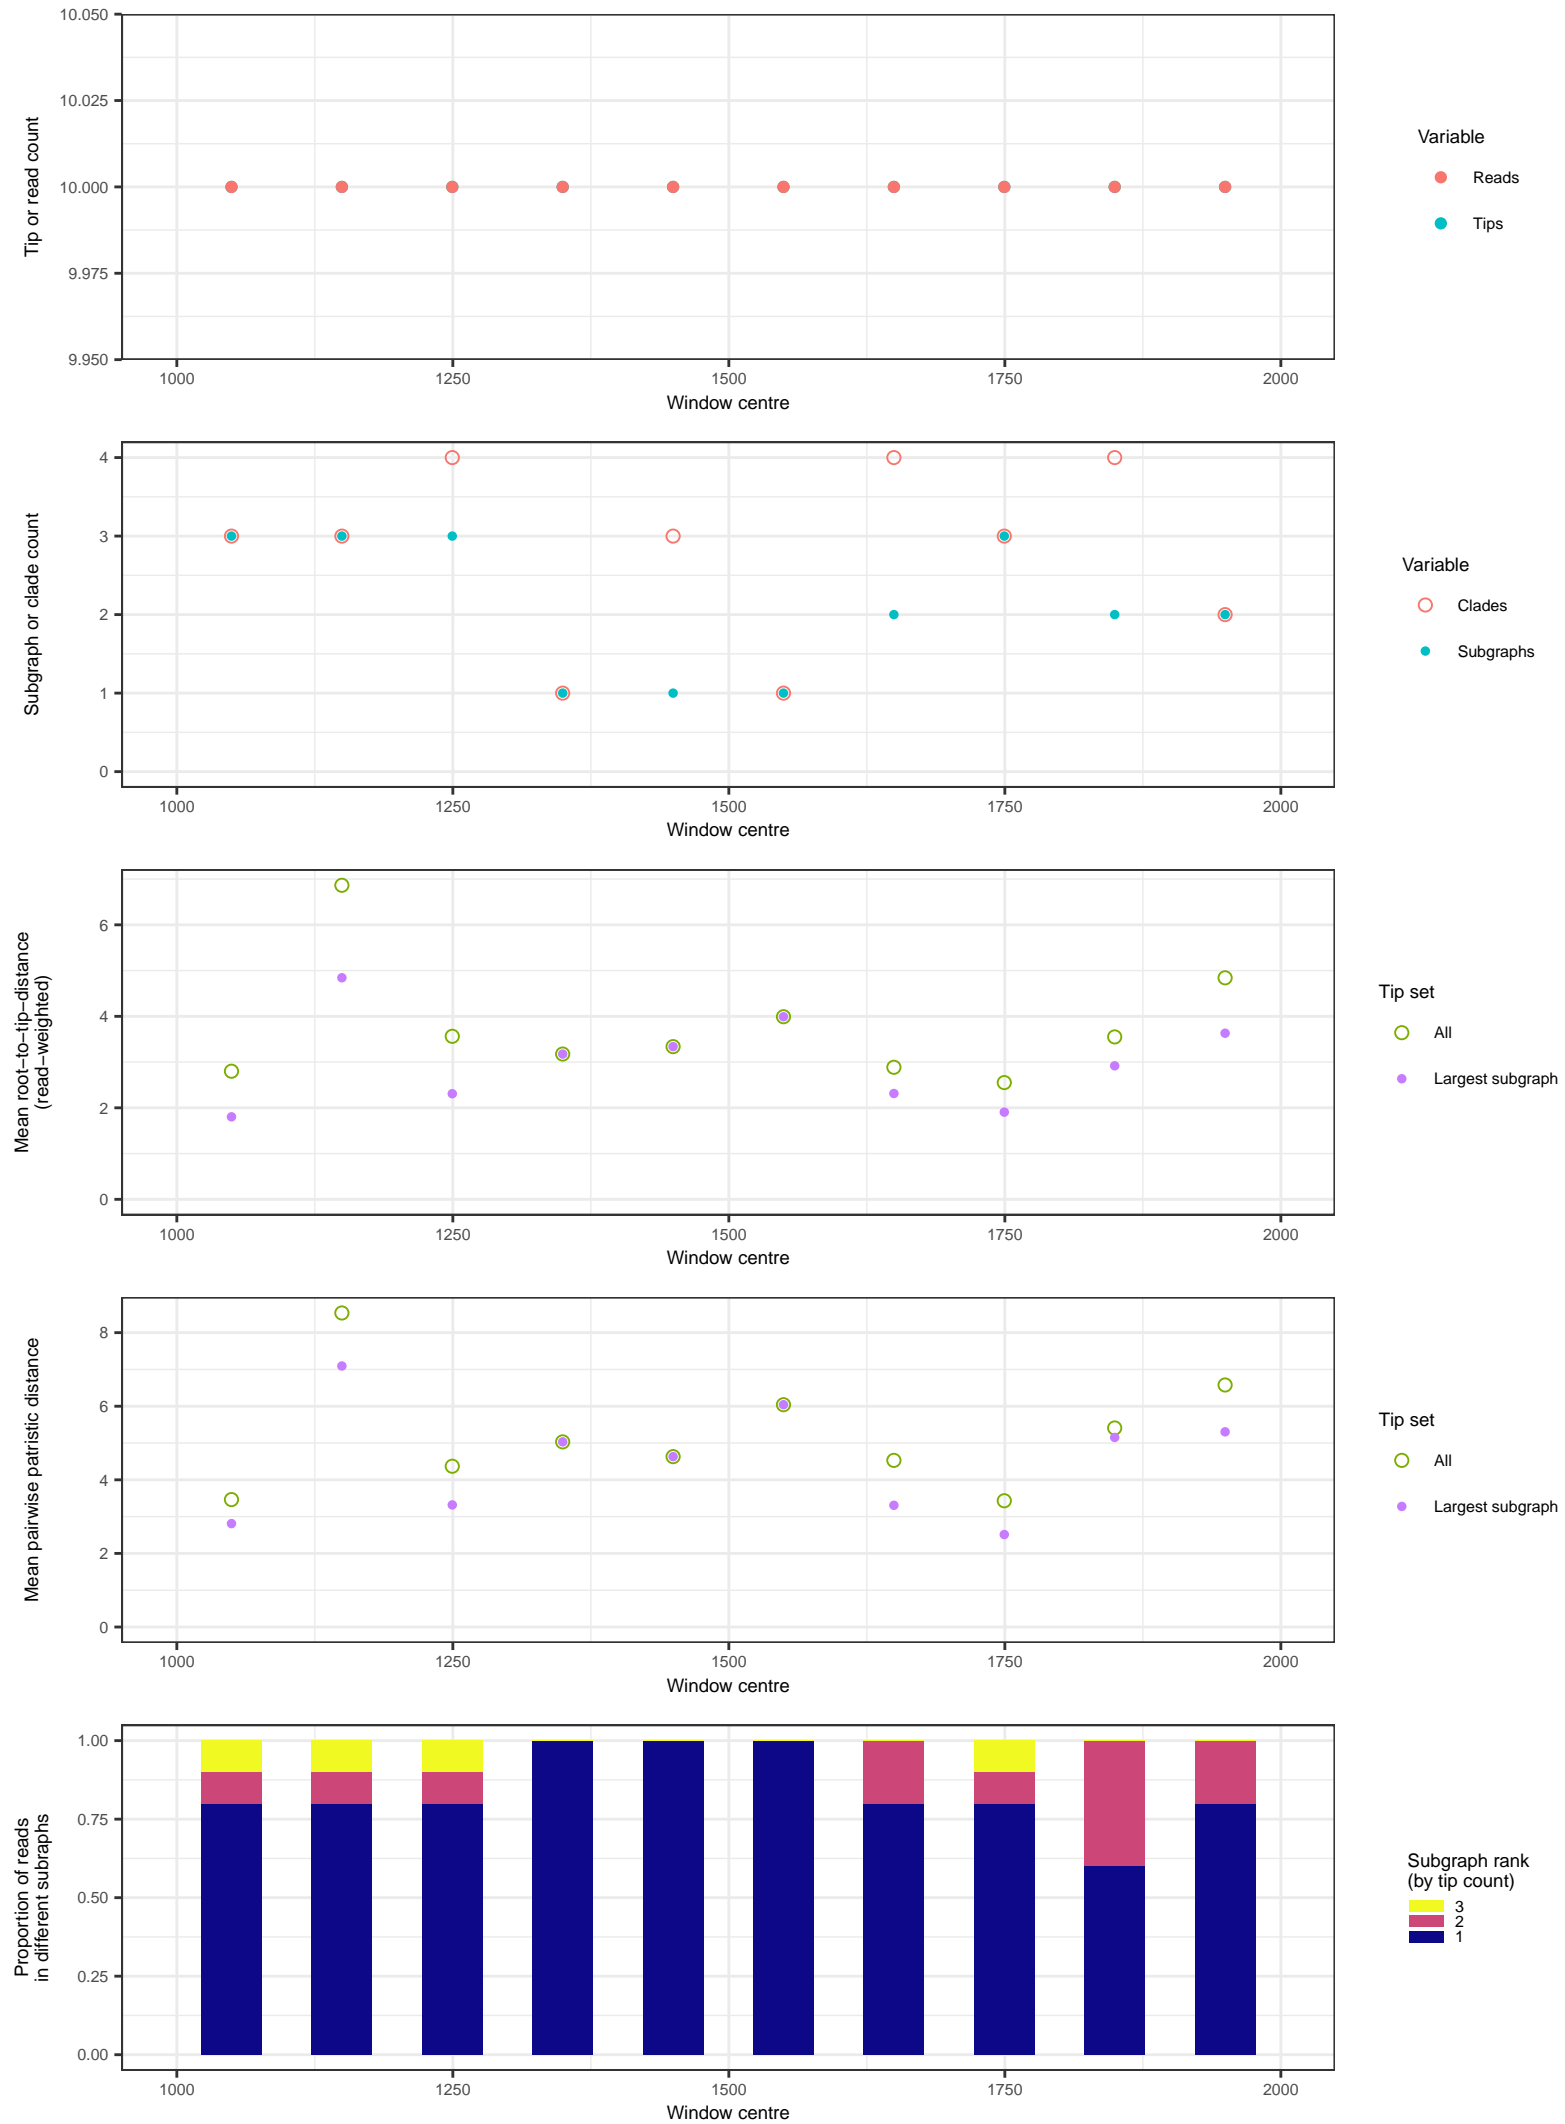 10.050
10.025
10.000
9.975
9.950
Tip or read count
1000 1250 1500 1750 2000
Window centre
Variable
Reads
Tips
4
3
2
1
0
Subgraph or clade count
1000 1250 1500 1750 2000
Window centre
Variable
Clades
Subgraphs
6
4
2
0
Mean root−to−tip−distance
(read−weighted)
1000 1250 1500 1750 2000
Window centre
Tip set
All
Largest subgraph
8
6
4
2
0
Mean pairwise patristic distance
1000 1250 1500 1750 2000
Window centre
Tip set
All
Largest subgraph
1.00
0.75
0.50
0.25
0.00
Proportion of reads
in different subraphs
1000 1250 1500 1750 2000
Window centre
Subgraph rank
(by tip count)
3
2
1